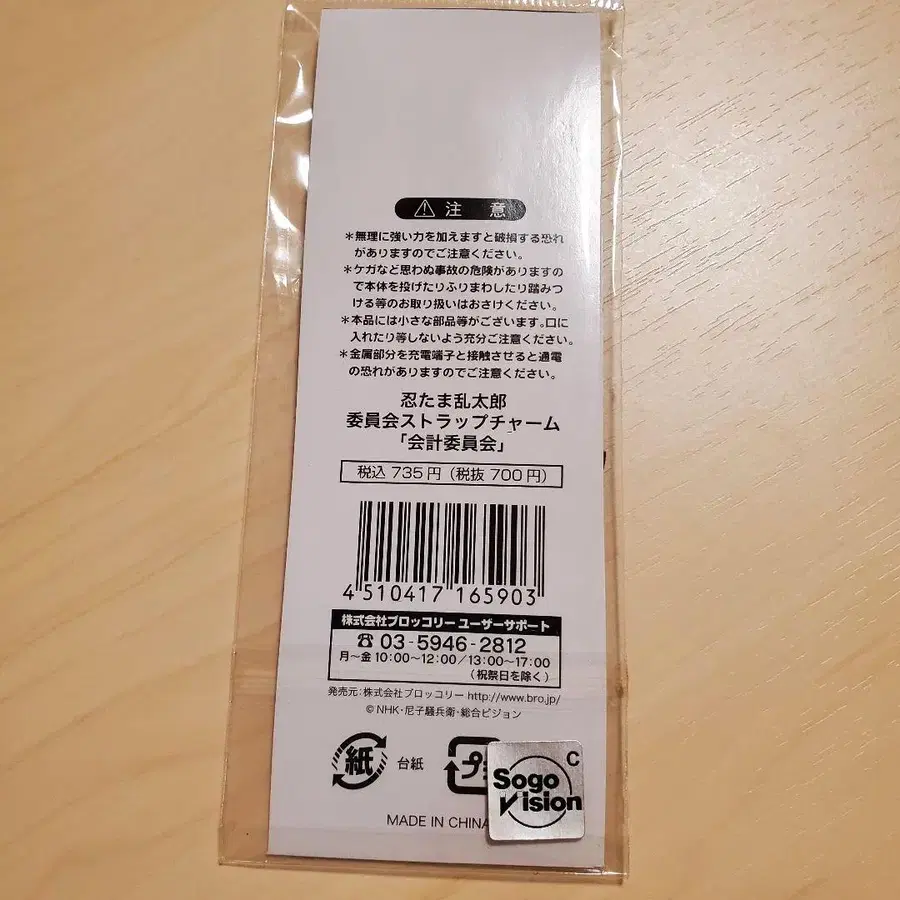 注 意
＊無理に強い力を加えますと破損する恐れ
がありますのでご注意ください。
＊ケガなど思わぬ事故の危険がありますの
で本体を投げたりふりまわしたり踏みつ
ける等のお取り扱いはおさけください。
＊本品には小さな部品等がございます。口に
入れたり等しないよう充分ご注意ください。
＊金属部分を充電端子と接触させると通電
の恐れがありますのでご注意ください。
忍たま乱太郎
委員会ストラップチャーム
「会計委員会」
税込 735円（税抜 700円）
4 510417 165903
株式会社ブロッコリー ユーザーサポート
☎ 03-5946-2812
月〜金 10:00〜12:00／13:00〜17:00
（祝祭日を除く）
発売元：株式会社ブロッコリー http://www.bro.jp/
©NHK・尼子騒兵衛・総合ビジョン
紙 台紙 プ
C
Sogo
Vision
MADE IN CHINA